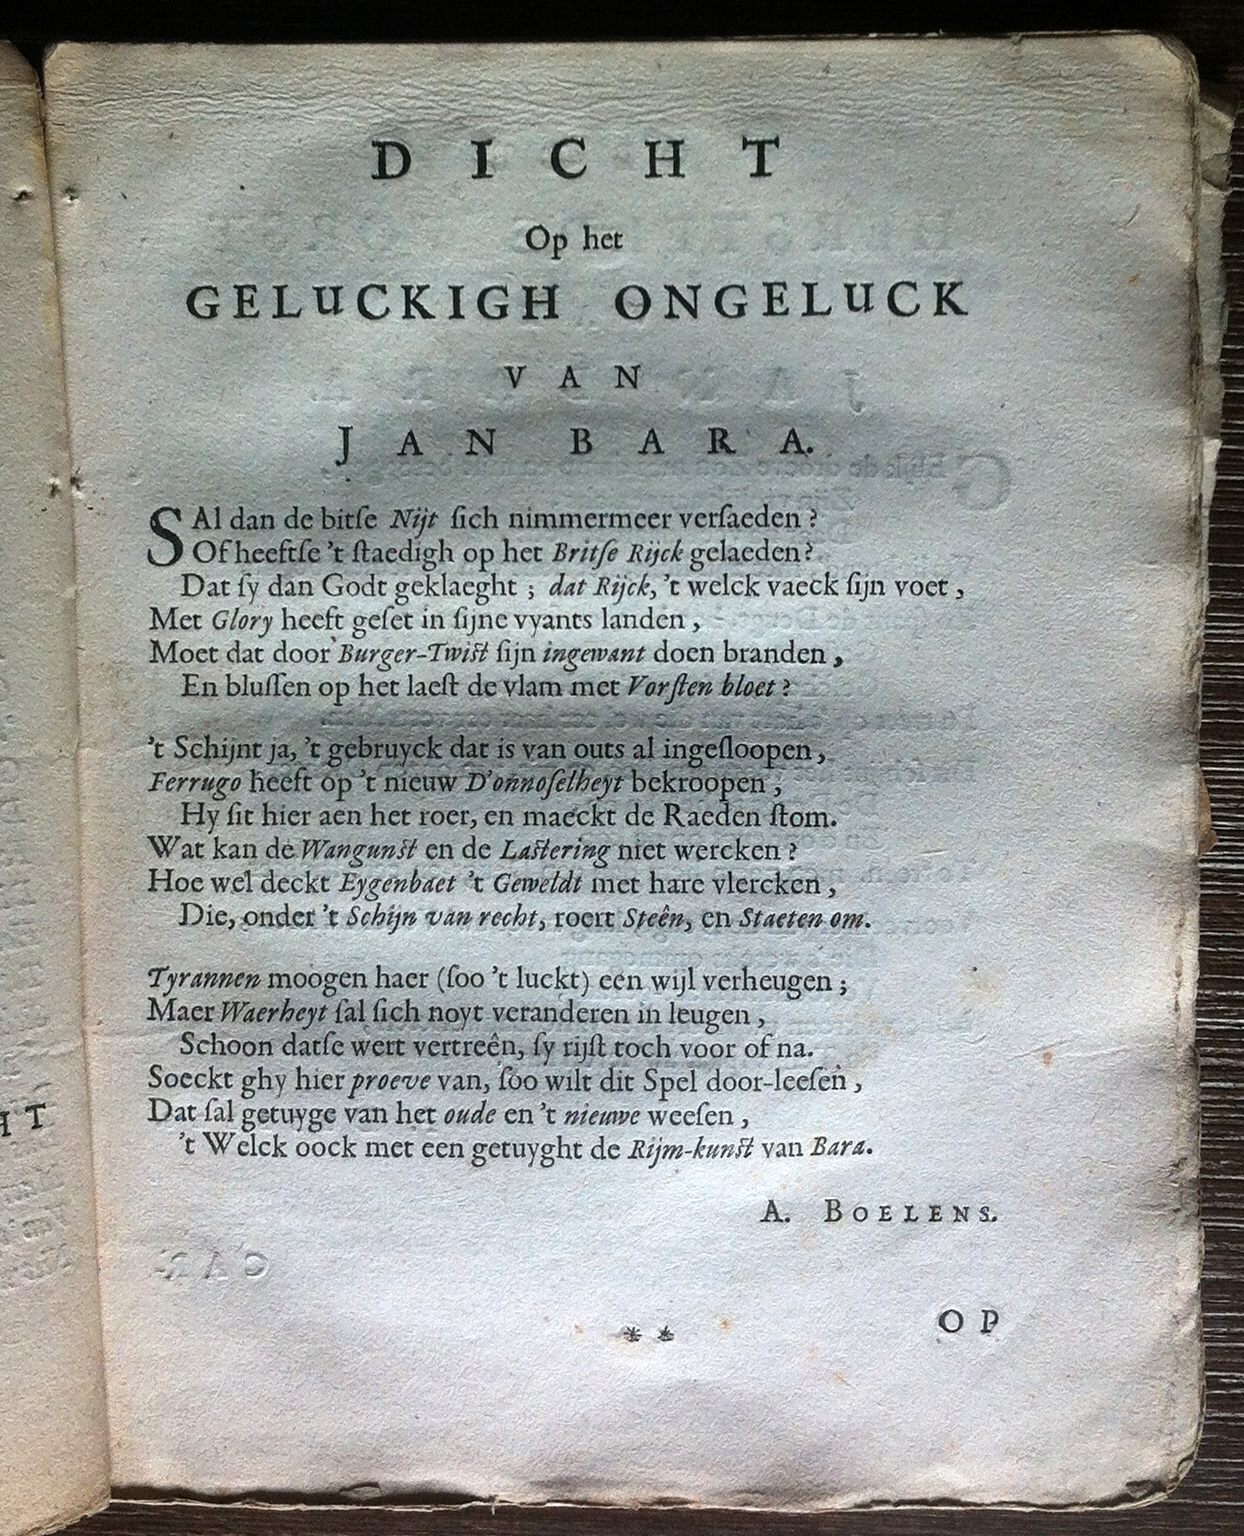 DICHT
Op het
GELUCKIGH ONGELUCK
VAN
JAN BARA.
SAl dan de bitſe Nijt ſich nimmermeer verſaeden?
Of heeftſe 't ſtaedigh op het Britſe Rijck gelaeden?
Dat ſy dan Godt geklaeght; dat Rijck, 't welck vaeck ſijn voet,
Met Glory heeft geſet in ſijne vyants landen,
Moet dat door Burger-Twiſt ſijn ingewant doen branden,
En bluſſen op het laeſt de vlam met Vorſten bloet?
't Schijnt ja, 't gebruyck dat is van outs al ingeſloopen,
Ferrugo heeft op 't nieuw D'onnoſelheyt bekroopen,
Hy ſit hier aen het roer, en maeckt de Raeden ſtom.
Wat kan de Wangunſt en de Laſtering niet wercken?
Hoe wel deckt Eygenbaet 't Geweldt met hare vlercken,
Die, onder 't Schijn van recht, roert Steên, en Staeten om.
Tyrannen moogen haer (ſoo 't luckt) een wijl verheugen;
Maer Waerheyt ſal ſich noyt veranderen in leugen,
Schoon datſe wert vertreên, ſy rijſt toch voor of na.
Soeckt ghy hier proeve van, ſoo wilt dit Spel door-leeſen,
Dat ſal getuyge van het oude en 't nieuwe weeſen,
't Welck oock met een getuyght de Rijm-kunſt van Bara.
A. BOELENS.
** OP
HT